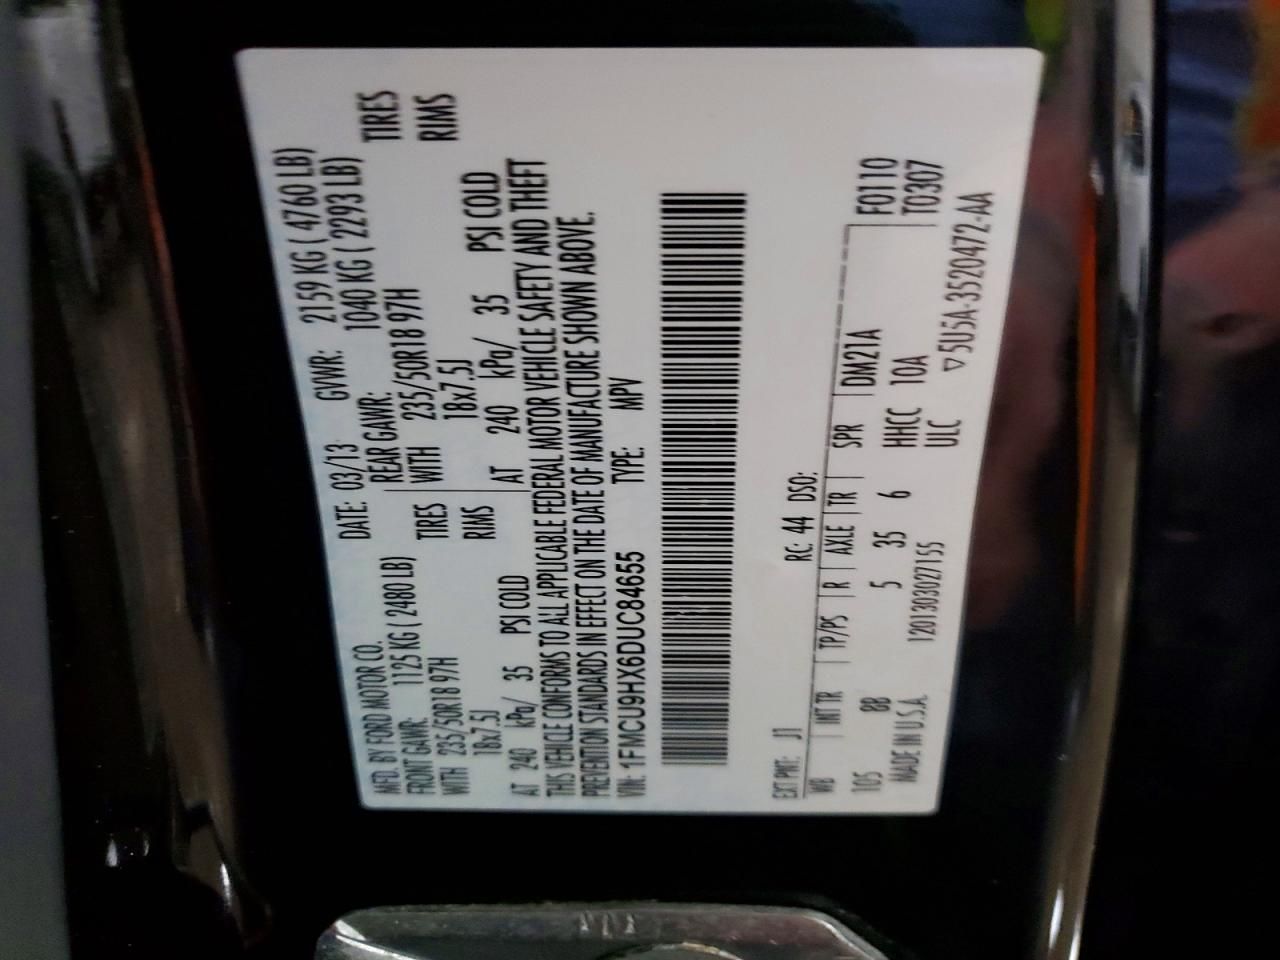 MFD. BY FORD MOTOR CO. DATE: 03/13 GVWR: 2159 KG ( 4760 LB)
FRONT GAWR: 1125 KG ( 2480 LB) REAR GAWR: 1040 KG ( 2293 LB)
WITH 235/50R18 97H TIRES WITH 235/50R18 97H TIRES
18x7.5J RIMS 18x7.5J RIMS
AT 240 kPa/ 35 PSI COLD AT 240 kPa/ 35 PSI COLD
THIS VEHICLE CONFORMS TO ALL APPLICABLE FEDERAL MOTOR VEHICLE SAFETY AND THEFT
PREVENTION STANDARDS IN EFFECT ON THE DATE OF MANUFACTURE SHOWN ABOVE.
VIN: 1FMCU9HX6DUC84655 TYPE: MPV
EXT PNT: J1 RC: 44 DSO:
WB INT TR TP/PS R AXLE TR SPR DM21A F0110
105 8B 5 35 6 HHCC 10A T0307
MADE IN U.S.A. 1201303027155 ULC ▽5U5A-3520472-AA